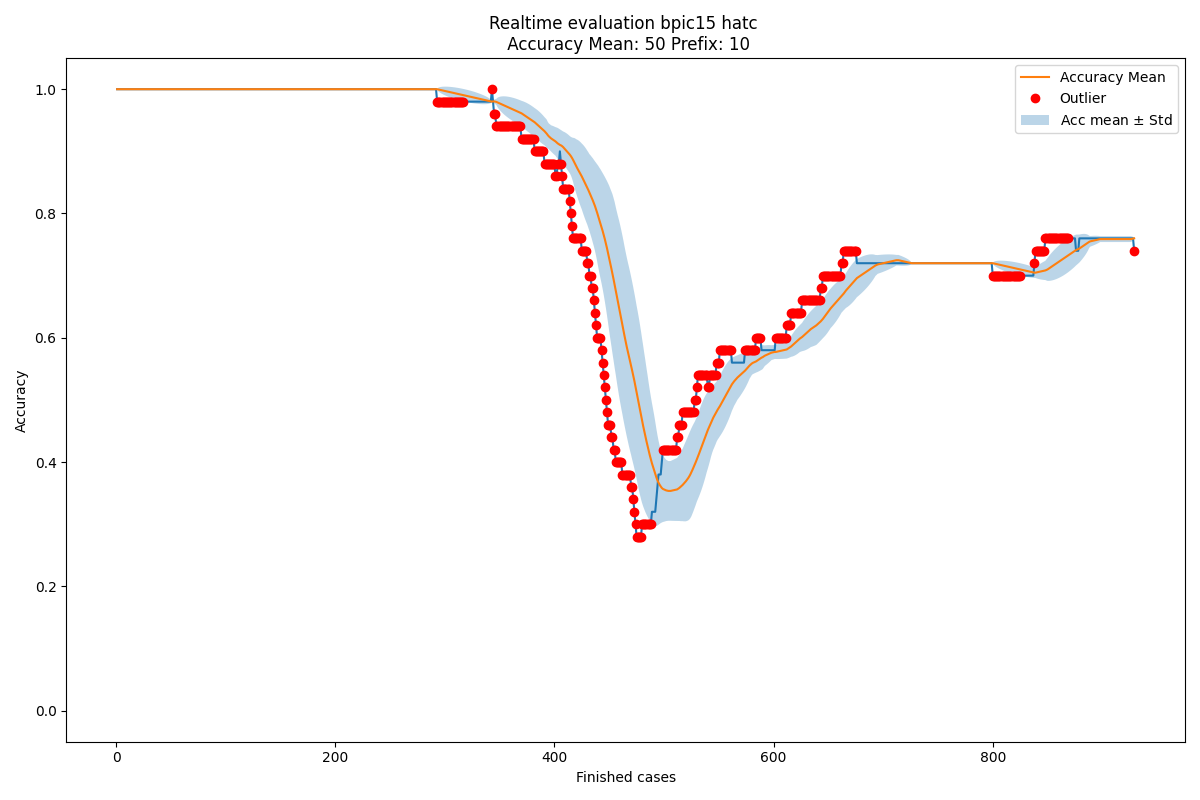 Realtime evaluation bpic15 hatc
Accuracy Mean: 50 Prefix: 10
Accuracy Mean
Outlier
Acc mean ± Std
1.0
0.8
0.6
0.4
0.2
0.0
Accuracy
0 200 400 600 800
Finished cases